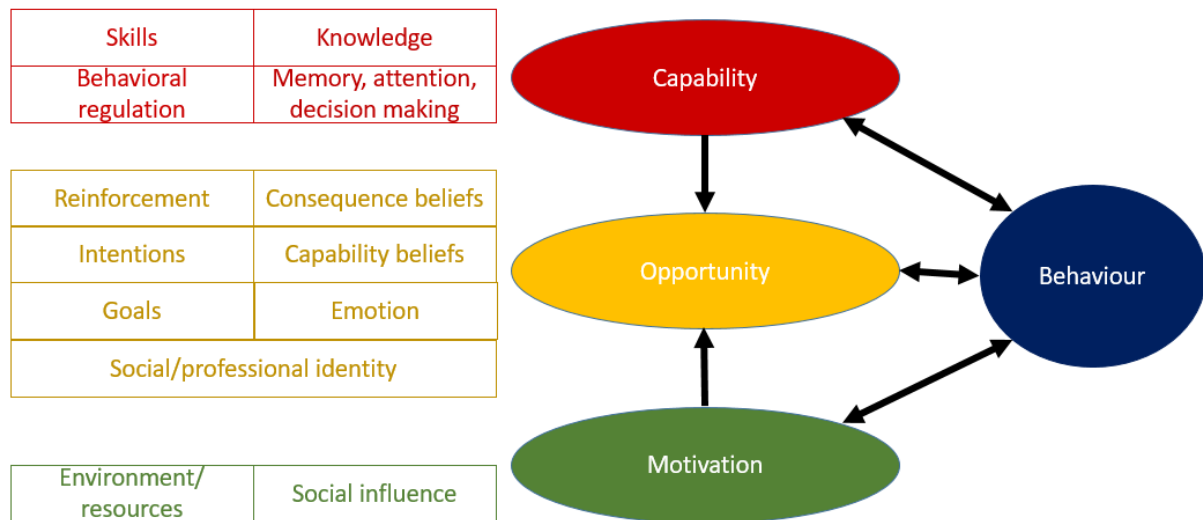 Skills
Knowledge
Behavioral
regulation
Memory, attention,
decision making
Capability
Reinforcement
Consequence beliefs
Intentions
Capability beliefs
Goals
Emotion
Social/professional identity
Opportunity
Behaviour
Environment/
resources
Social influence
Motivation